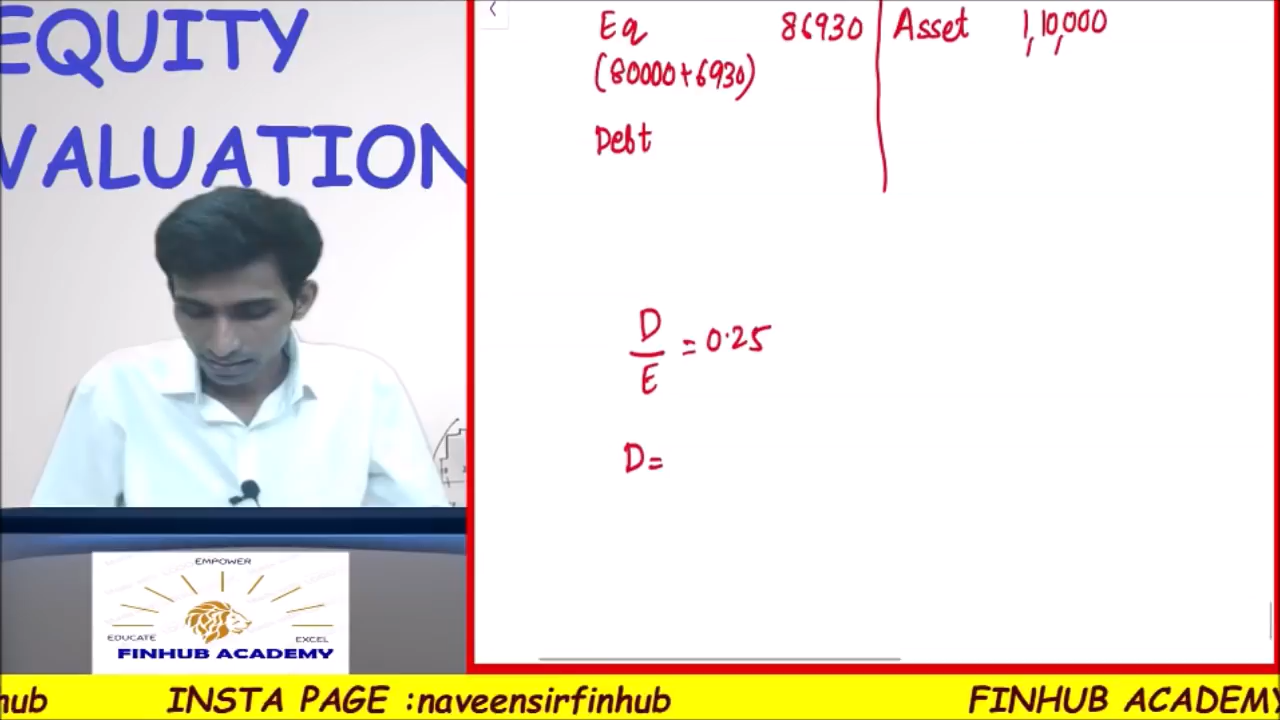 EQUITY
VALUATION
Eq 86930 Asset 1,10,000
(80000+6930)
Debt
D/E = 0.25
D=
EMPOWER
EDUCATE EXCEL
FINHUB ACADEMY
hub INSTA PAGE :naveensirfinhub FINHUB ACADEMY